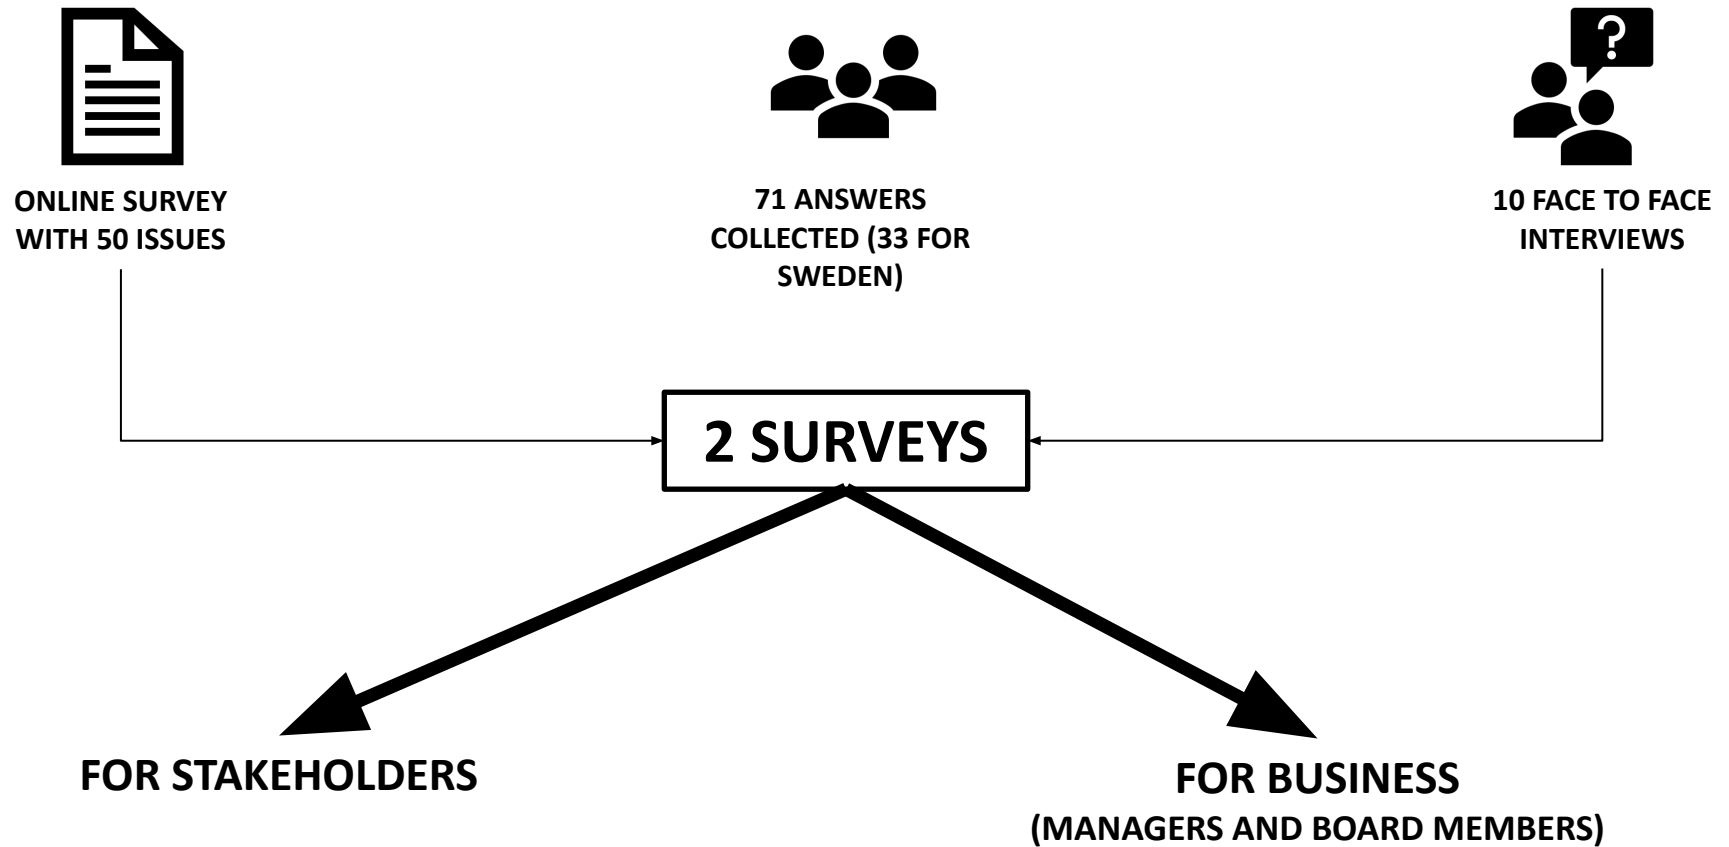 ONLINE SURVEY
WITH 50 ISSUES
71 ANSWERS
COLLECTED (33 FOR
SWEDEN)
?
10 FACE TO FACE
INTERVIEWS
2 SURVEYS
FOR STAKEHOLDERS
FOR BUSINESS
(MANAGERS AND BOARD MEMBERS)